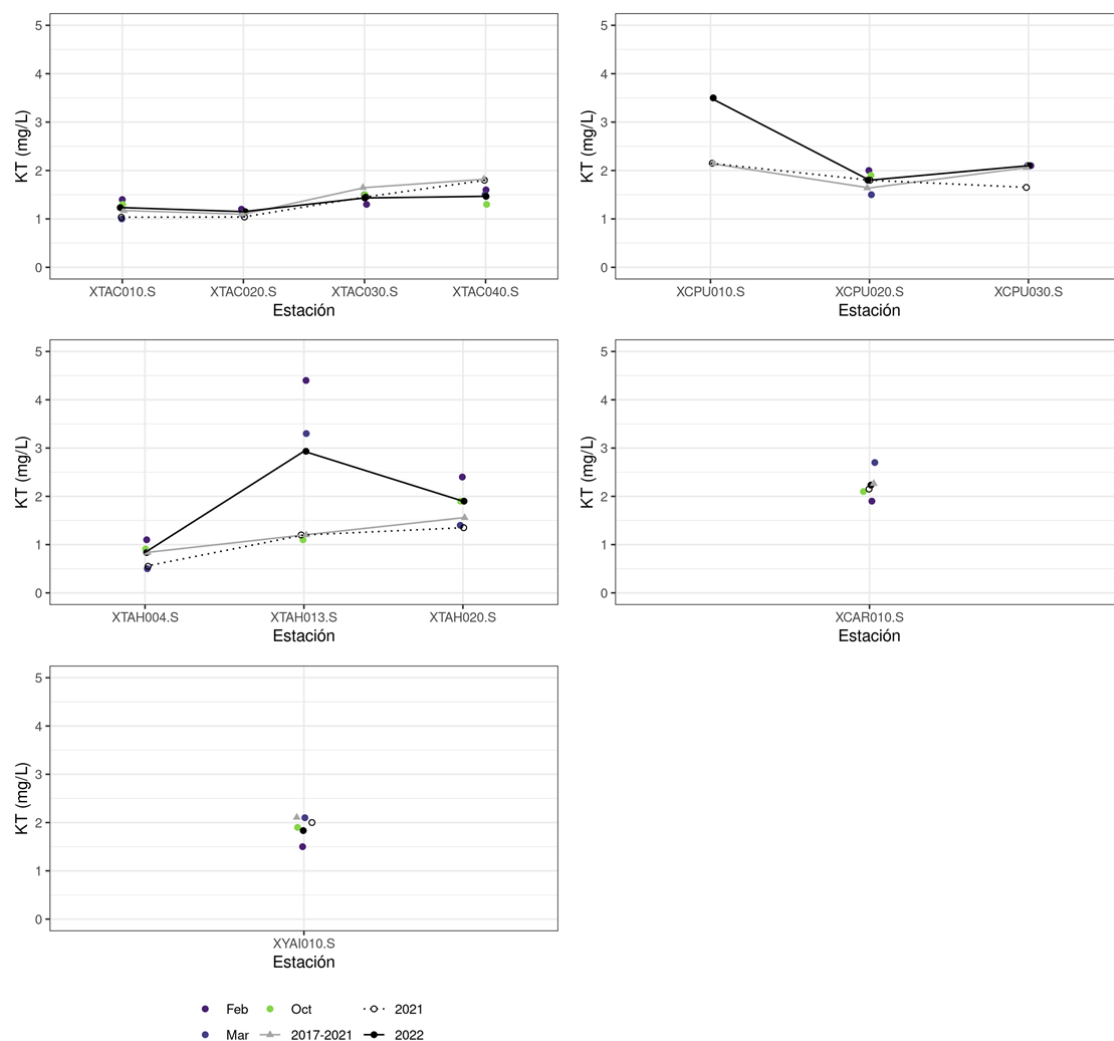 5
4
3
2
1
0
KT (mg/L)
XTAC010.S XTAC020.S XTAC030.S XTAC040.S
Estación
5
4
3
2
1
0
KT (mg/L)
XCPU010.S XCPU020.S XCPU030.S
Estación
5
4
3
2
1
0
KT (mg/L)
XTAH004.S XTAH013.S XTAH020.S
Estación
5
4
3
2
1
0
KT (mg/L)
XCAR010.S
Estación
5
4
3
2
1
0
KT (mg/L)
XYAI010.S
Estación
Feb Oct 2021
Mar 2017-2021 2022